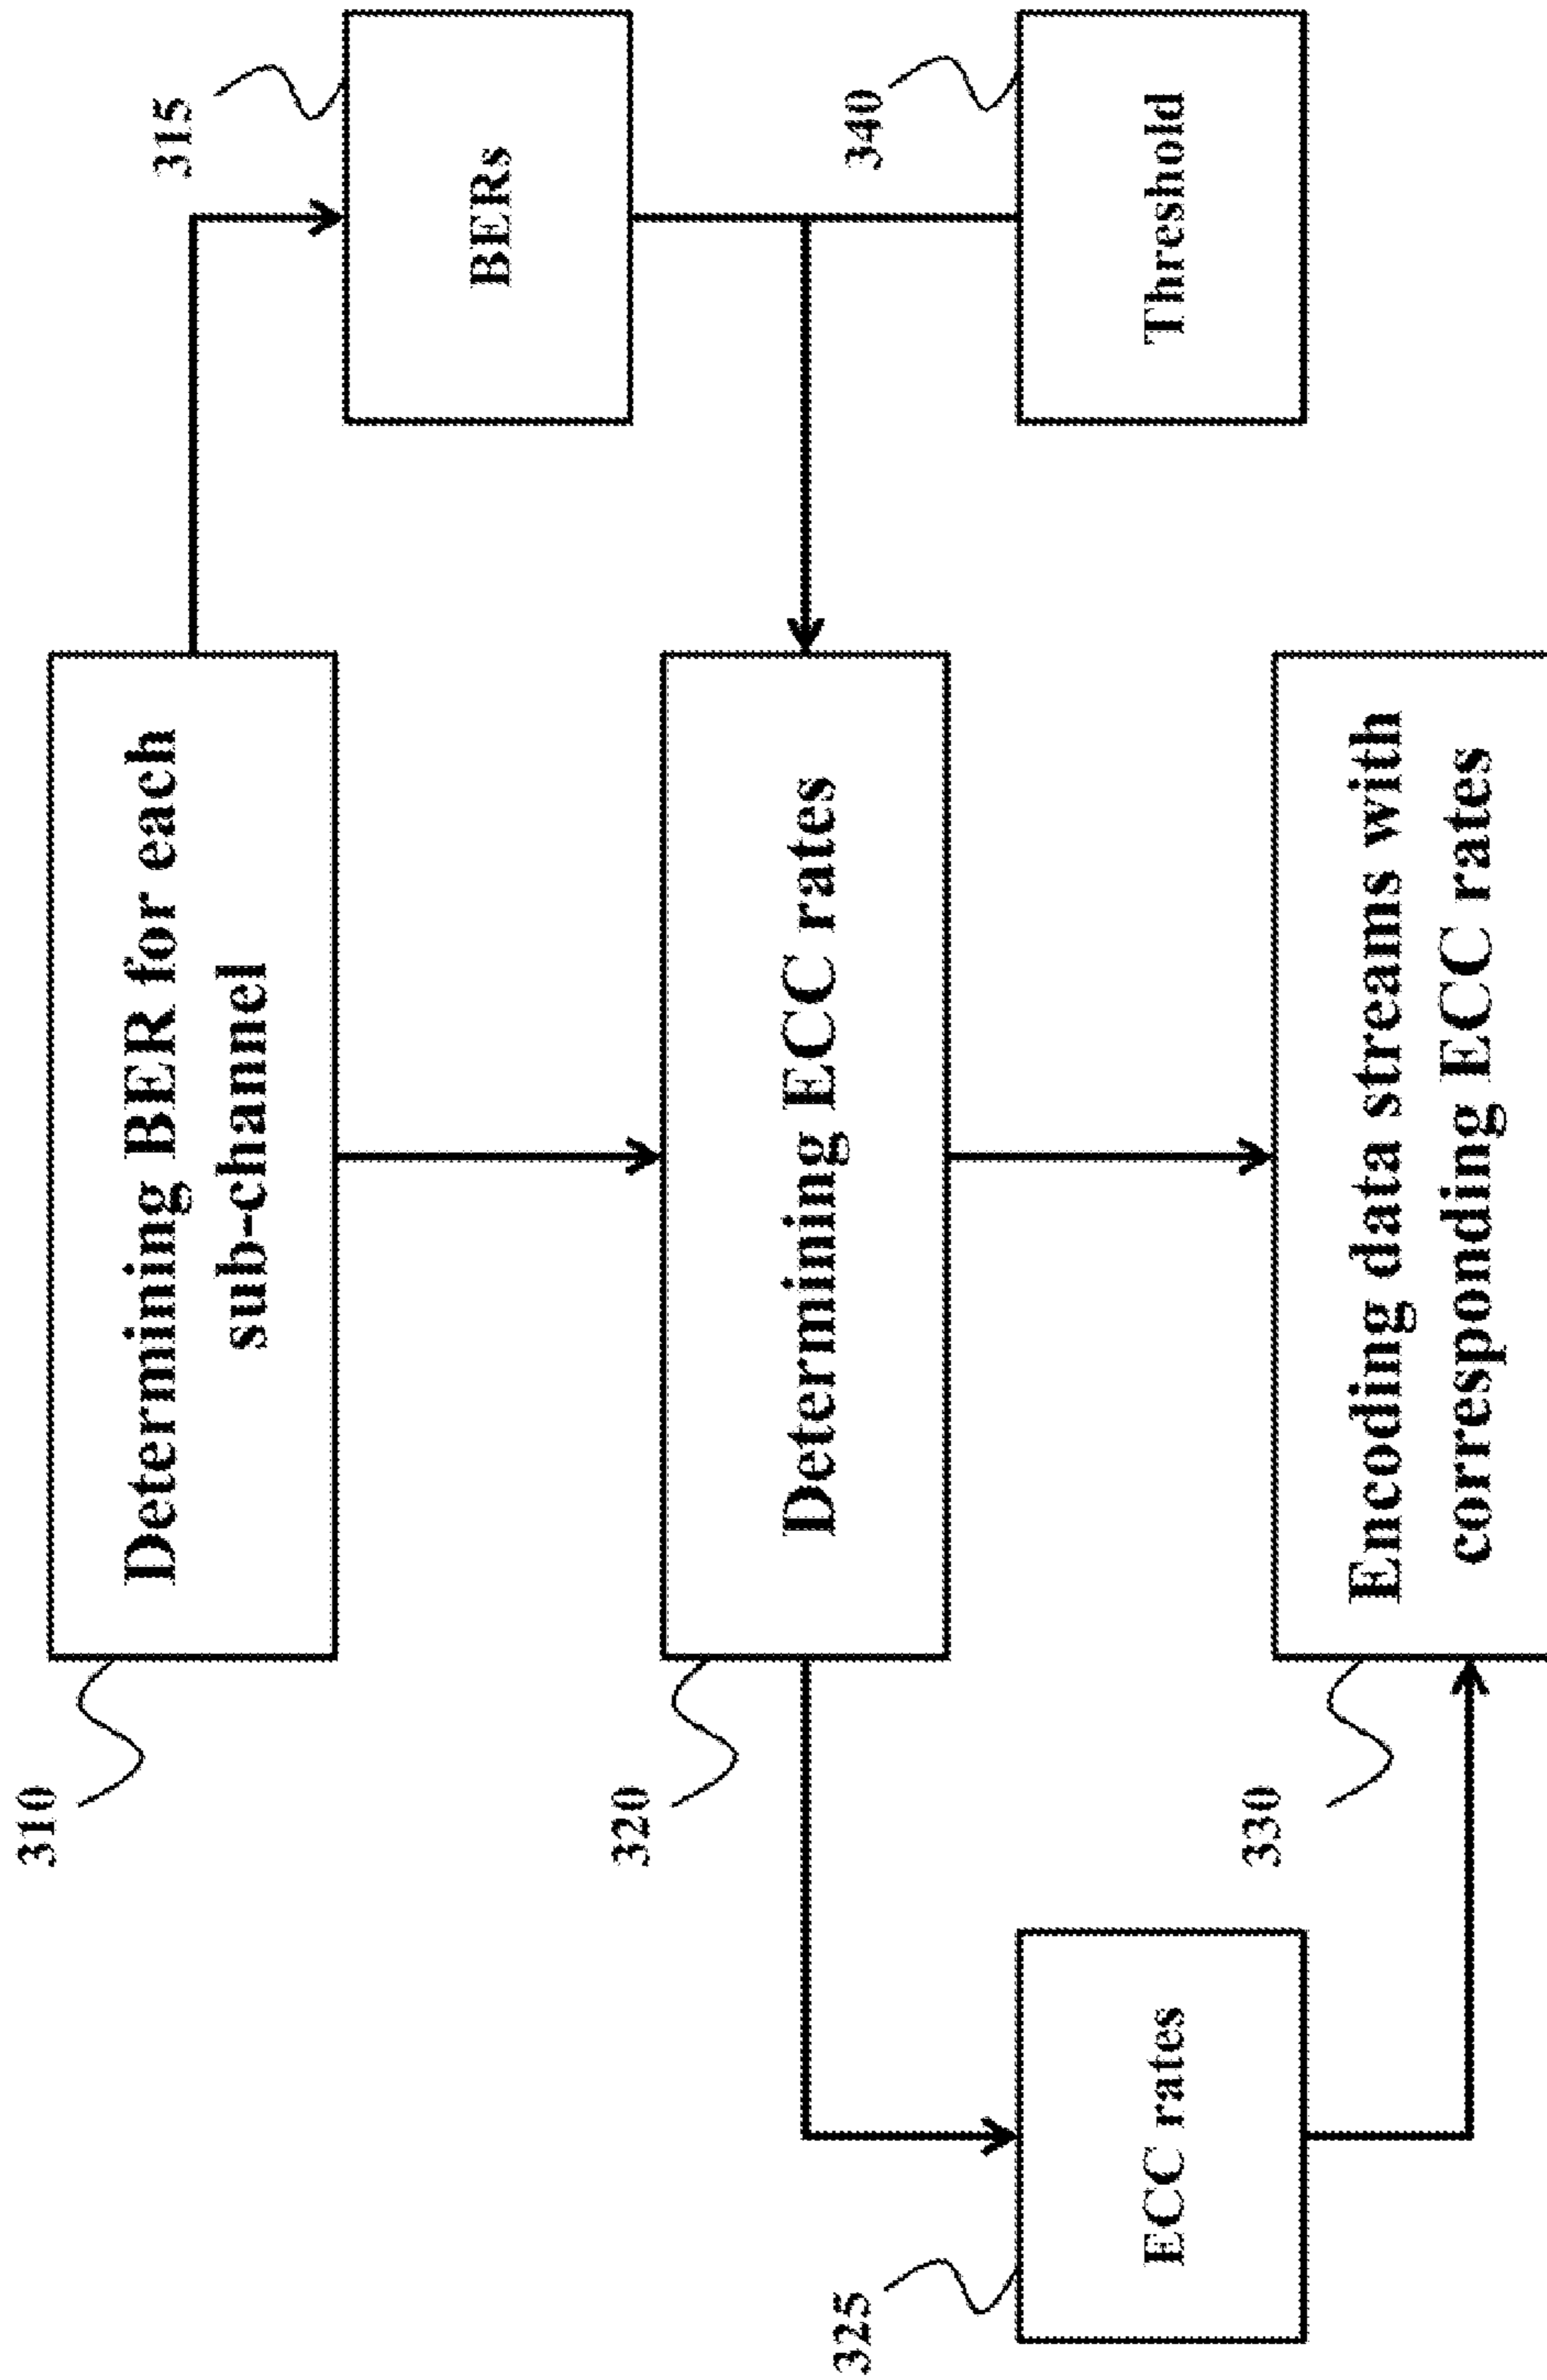 310
Determining BER for each
sub-channel
315
BERs
320
Determining ECC rates
340
Threshold
325
ECC rates
330
Encoding data streams with
corresponding ECC rates